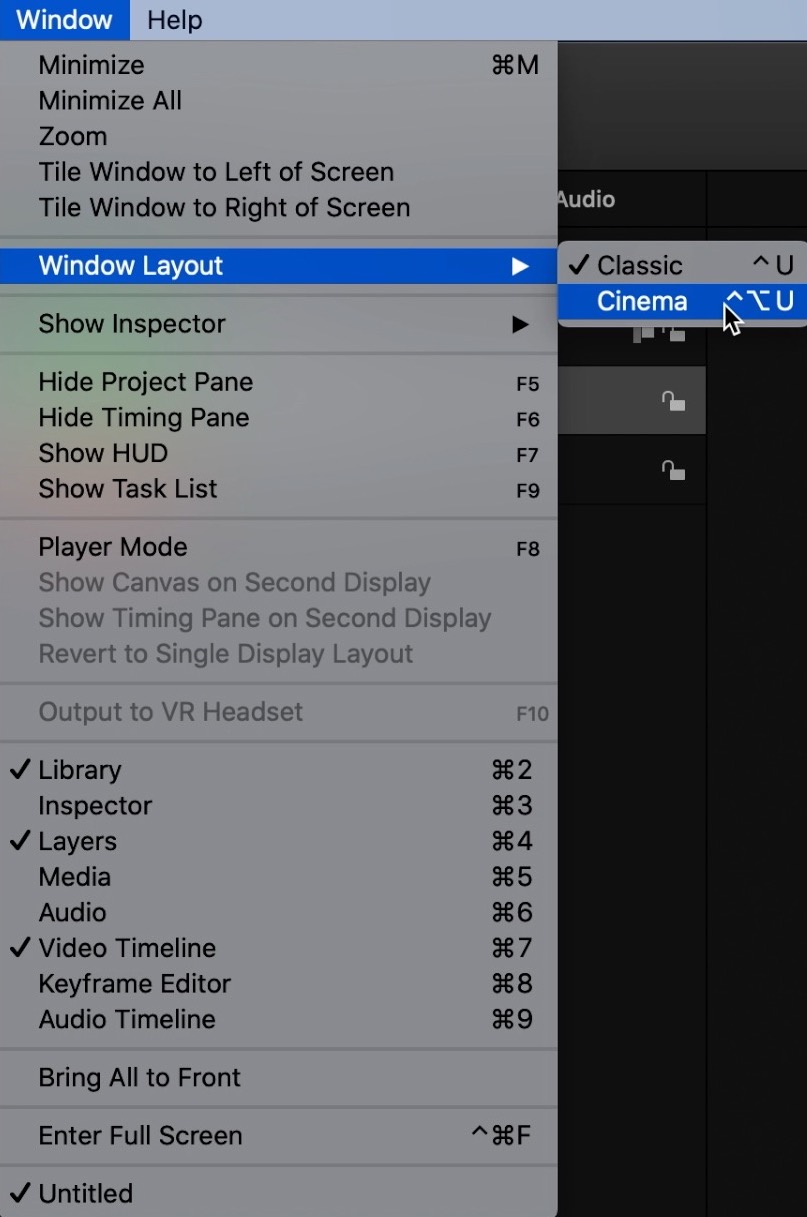 Window Help
Minimize ⌘M
Minimize All
Zoom
Tile Window to Left of Screen
Tile Window to Right of Screen
Audio
Window Layout ▶
✓ Classic ^ U
Cinema ^⌥ U
Show Inspector ▶
Hide Project Pane F5
Hide Timing Pane F6
Show HUD F7
Show Task List F9
Player Mode F8
Show Canvas on Second Display
Show Timing Pane on Second Display
Revert to Single Display Layout
Output to VR Headset F10
✓ Library ⌘2
Inspector ⌘3
✓ Layers ⌘4
Media ⌘5
Audio ⌘6
✓ Video Timeline ⌘7
Keyframe Editor ⌘8
Audio Timeline ⌘9
Bring All to Front
Enter Full Screen ^⌘F
✓ Untitled